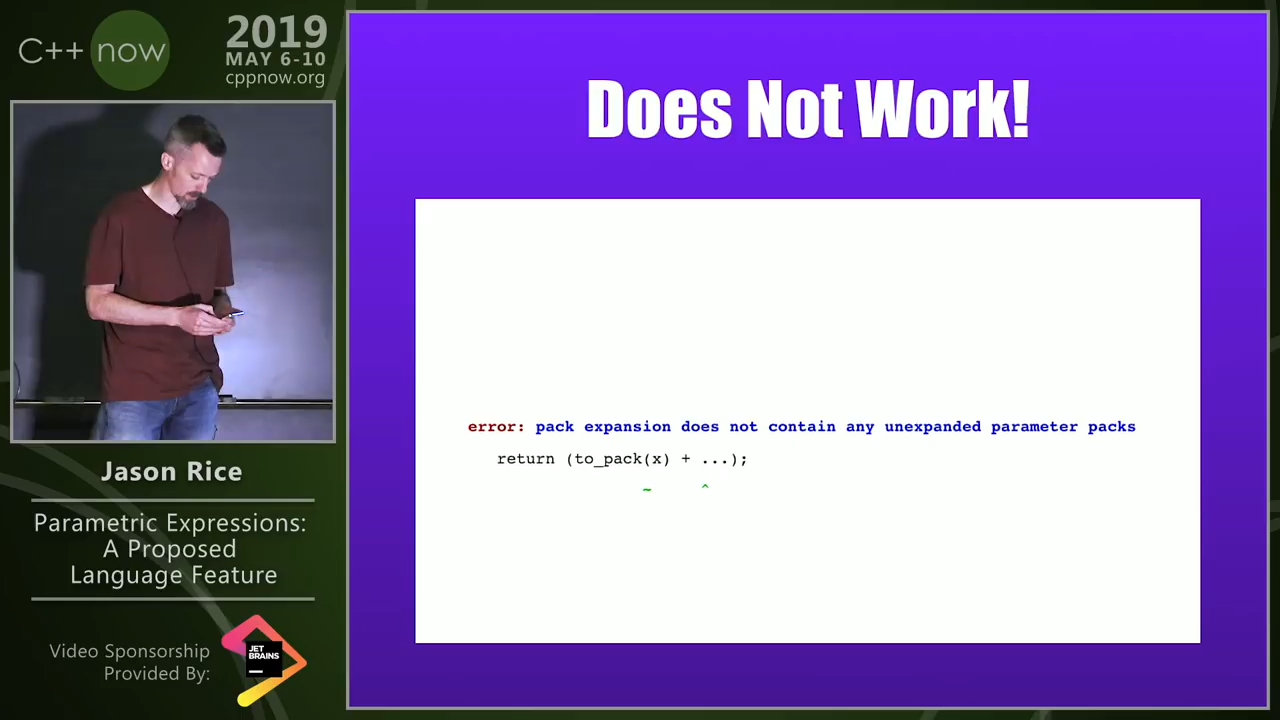 C++ now
2019
MAY 6-10
cppnow.org
Jason Rice
Parametric Expressions:
A Proposed
Language Feature
Video Sponsorship
Provided By:
JET
BRAINS
Does Not Work!
error: pack expansion does not contain any unexpanded parameter packs
return (to_pack(x) + ...);
~ ^